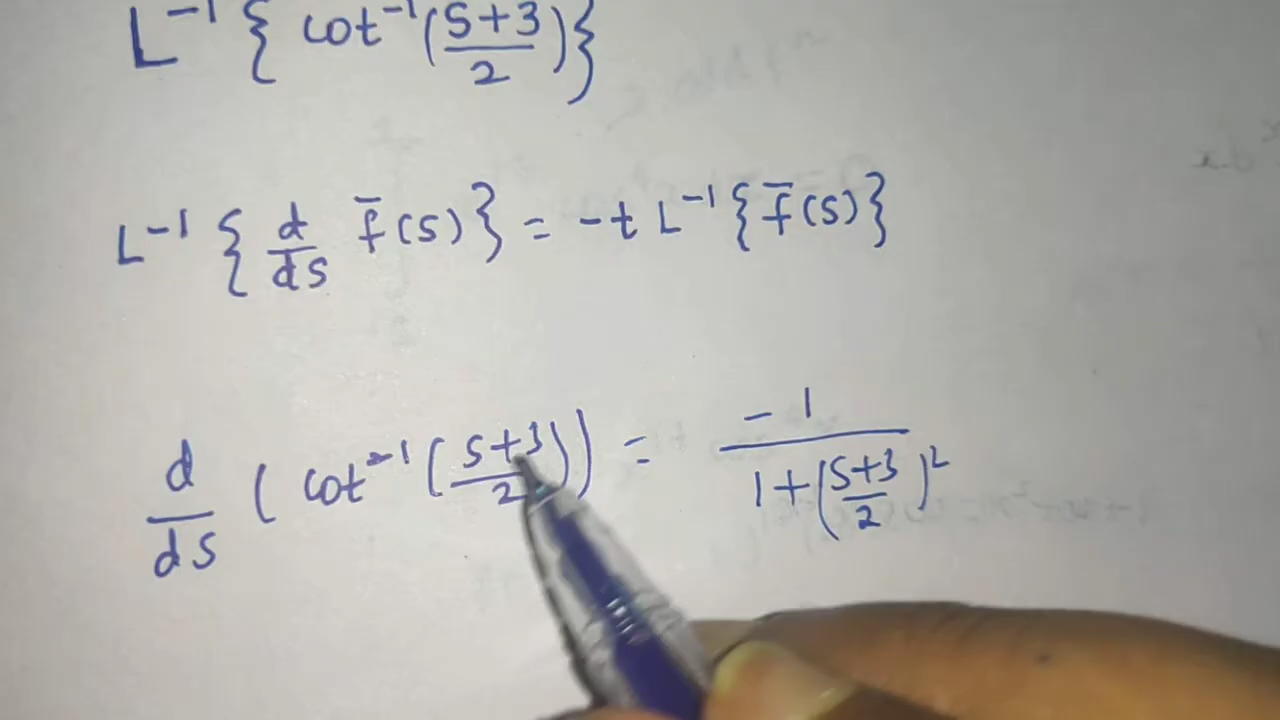 L⁻¹ { cot⁻¹ ( (S+3)/2 ) }
L⁻¹ { d/ds f̄(s) } = -t L⁻¹ { f̄(s) }
d/ds ( cot⁻¹ ( (s+3)/2 ) ) = -1 / ( 1 + ( (s+3)/2 )² )